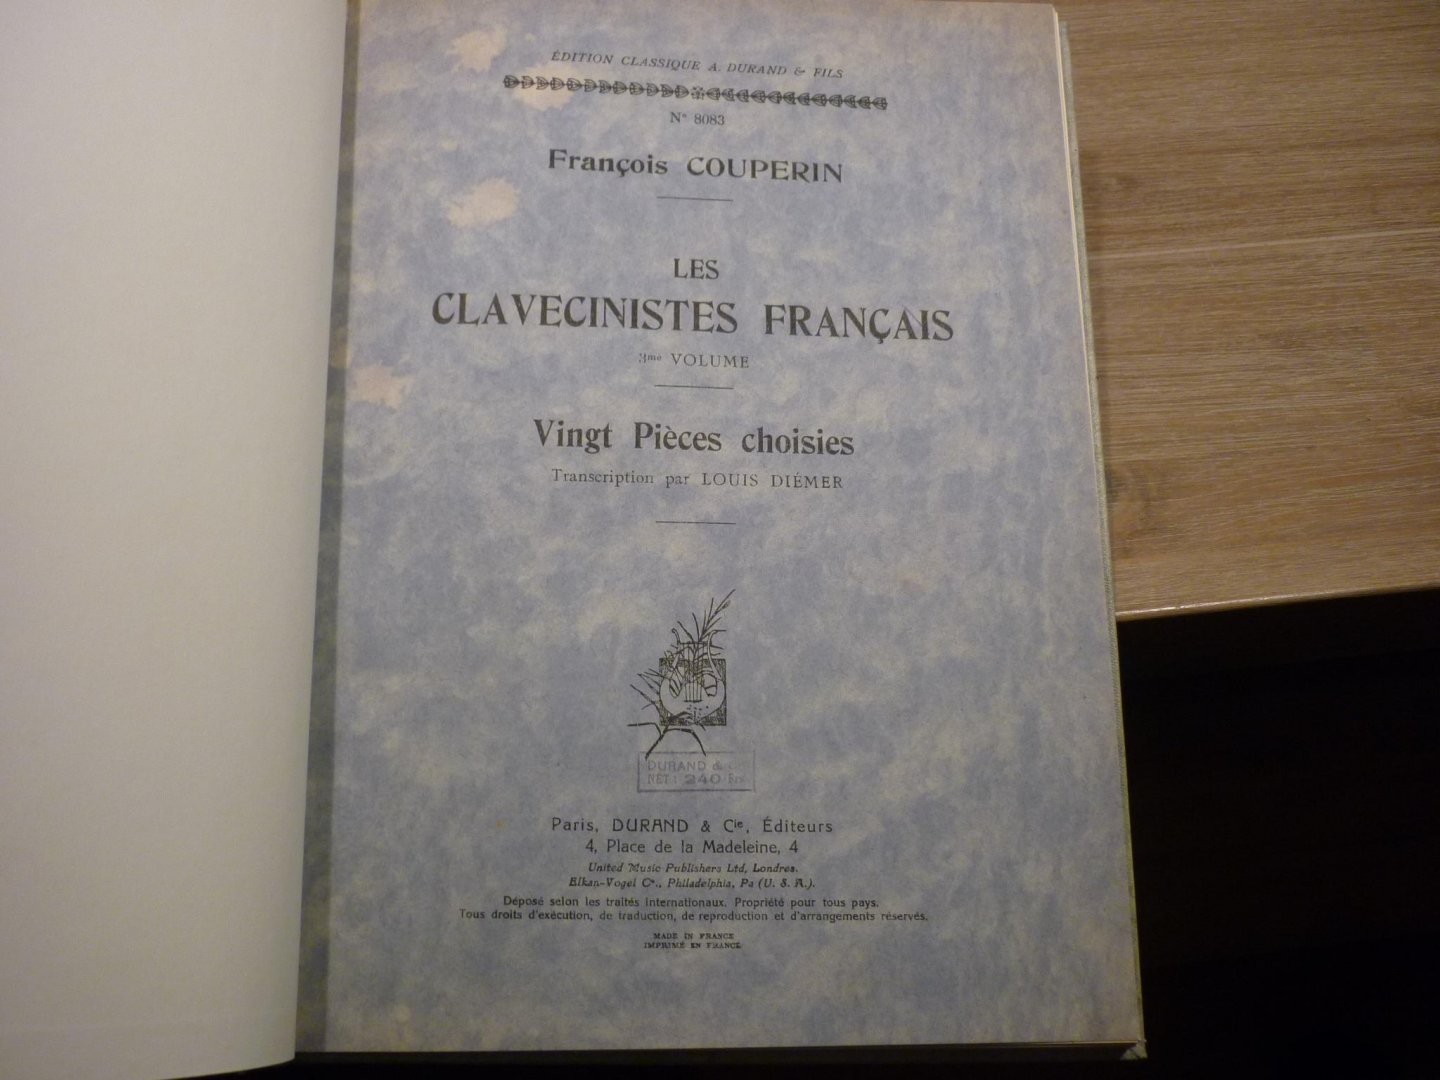 ÉDITION CLASSIQUE A. DURAND & FILS
N° 8083
François COUPERIN
LES
CLAVECINISTES FRANÇAIS
3me VOLUME
Vingt Pièces choisies
Transcription par LOUIS DIÉMER
DURAND &
NET : 240 Frs
Paris, DURAND & Cie, Éditeurs
4, Place de la Madeleine, 4
United Music Publishers Ltd, Londres.
Elkan-Vogel Co., Philadelphia, Pa (U. S. A.).
Déposé selon les traités internationaux. Propriété pour tous pays.
Tous droits d'exécution, de traduction, de reproduction et d'arrangements réservés.
MADE IN FRANCE
IMPRIMÉ EN FRANCE